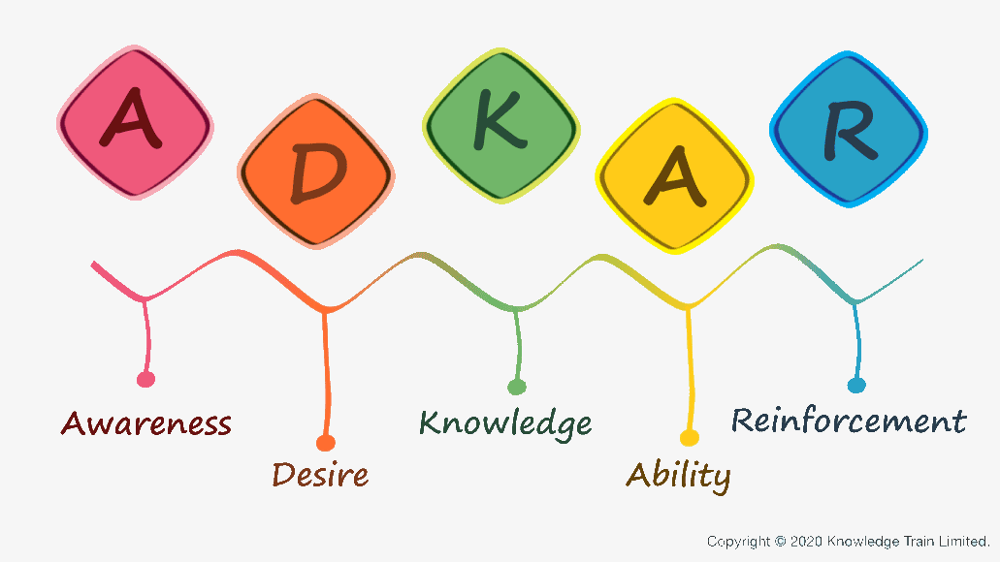 A
D
K
A
R
Awareness
Desire
Knowledge
Ability
Reinforcement
Copyright © 2020 Knowledge Train Limited.